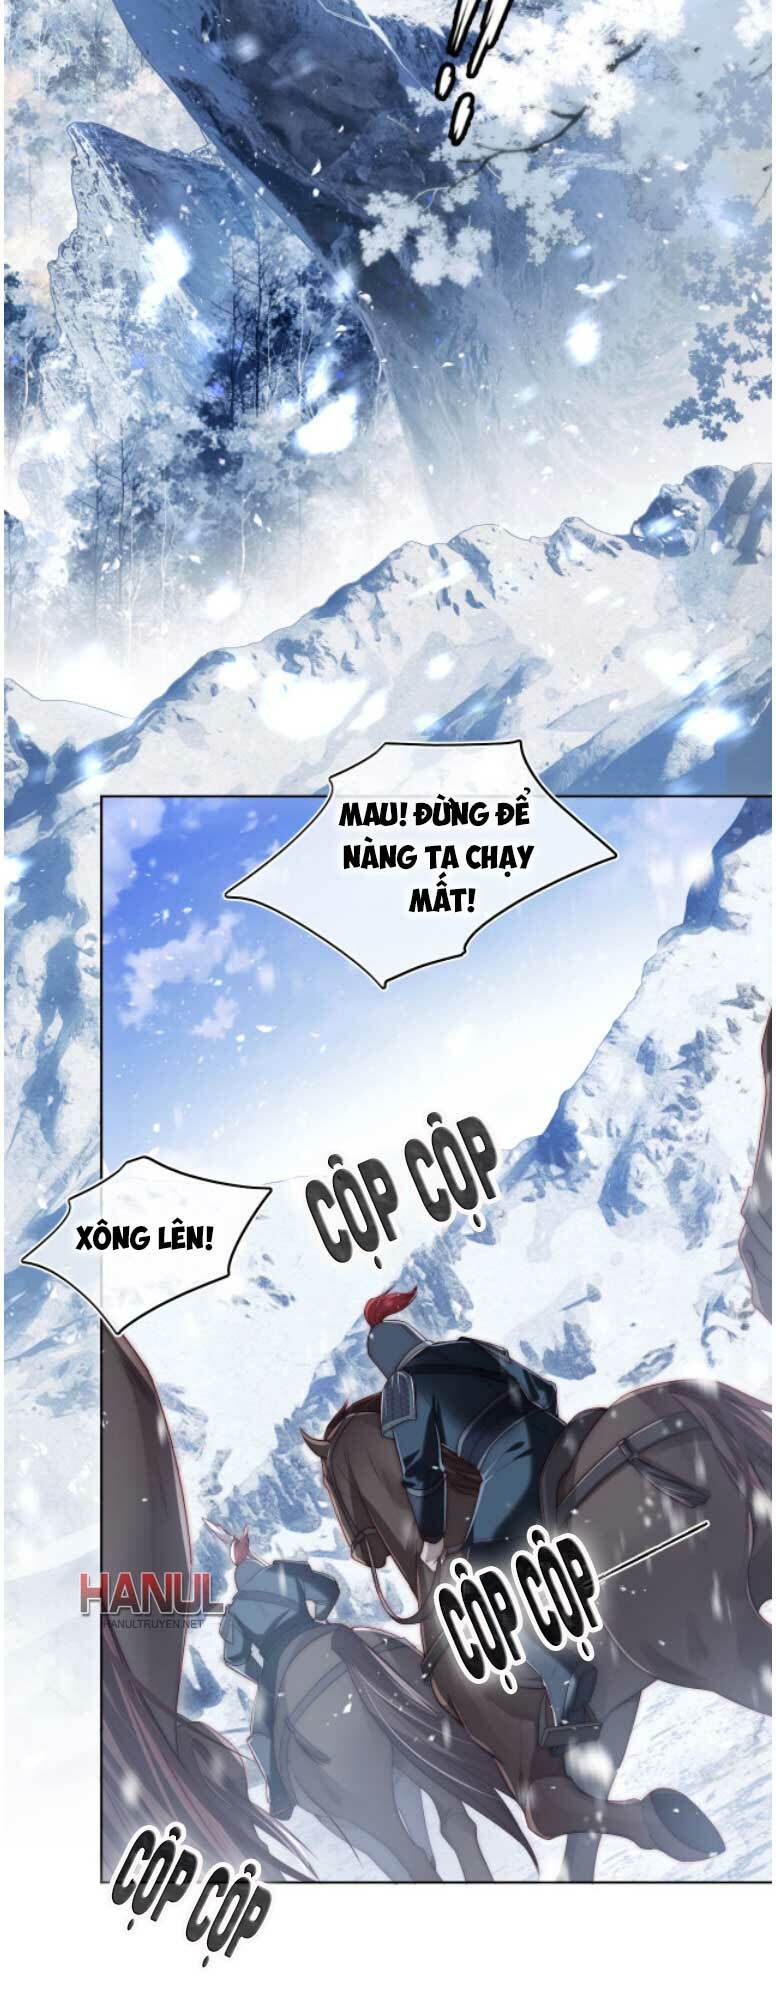 MAU! ĐỪNG ĐỂ
NÀNG TA CHẠY
MẤT!
CỘP CỘP
XÔNG LÊN!
CỘP CỘP
HANUL
HANULTRUYEN.NET
CỘP CỘP